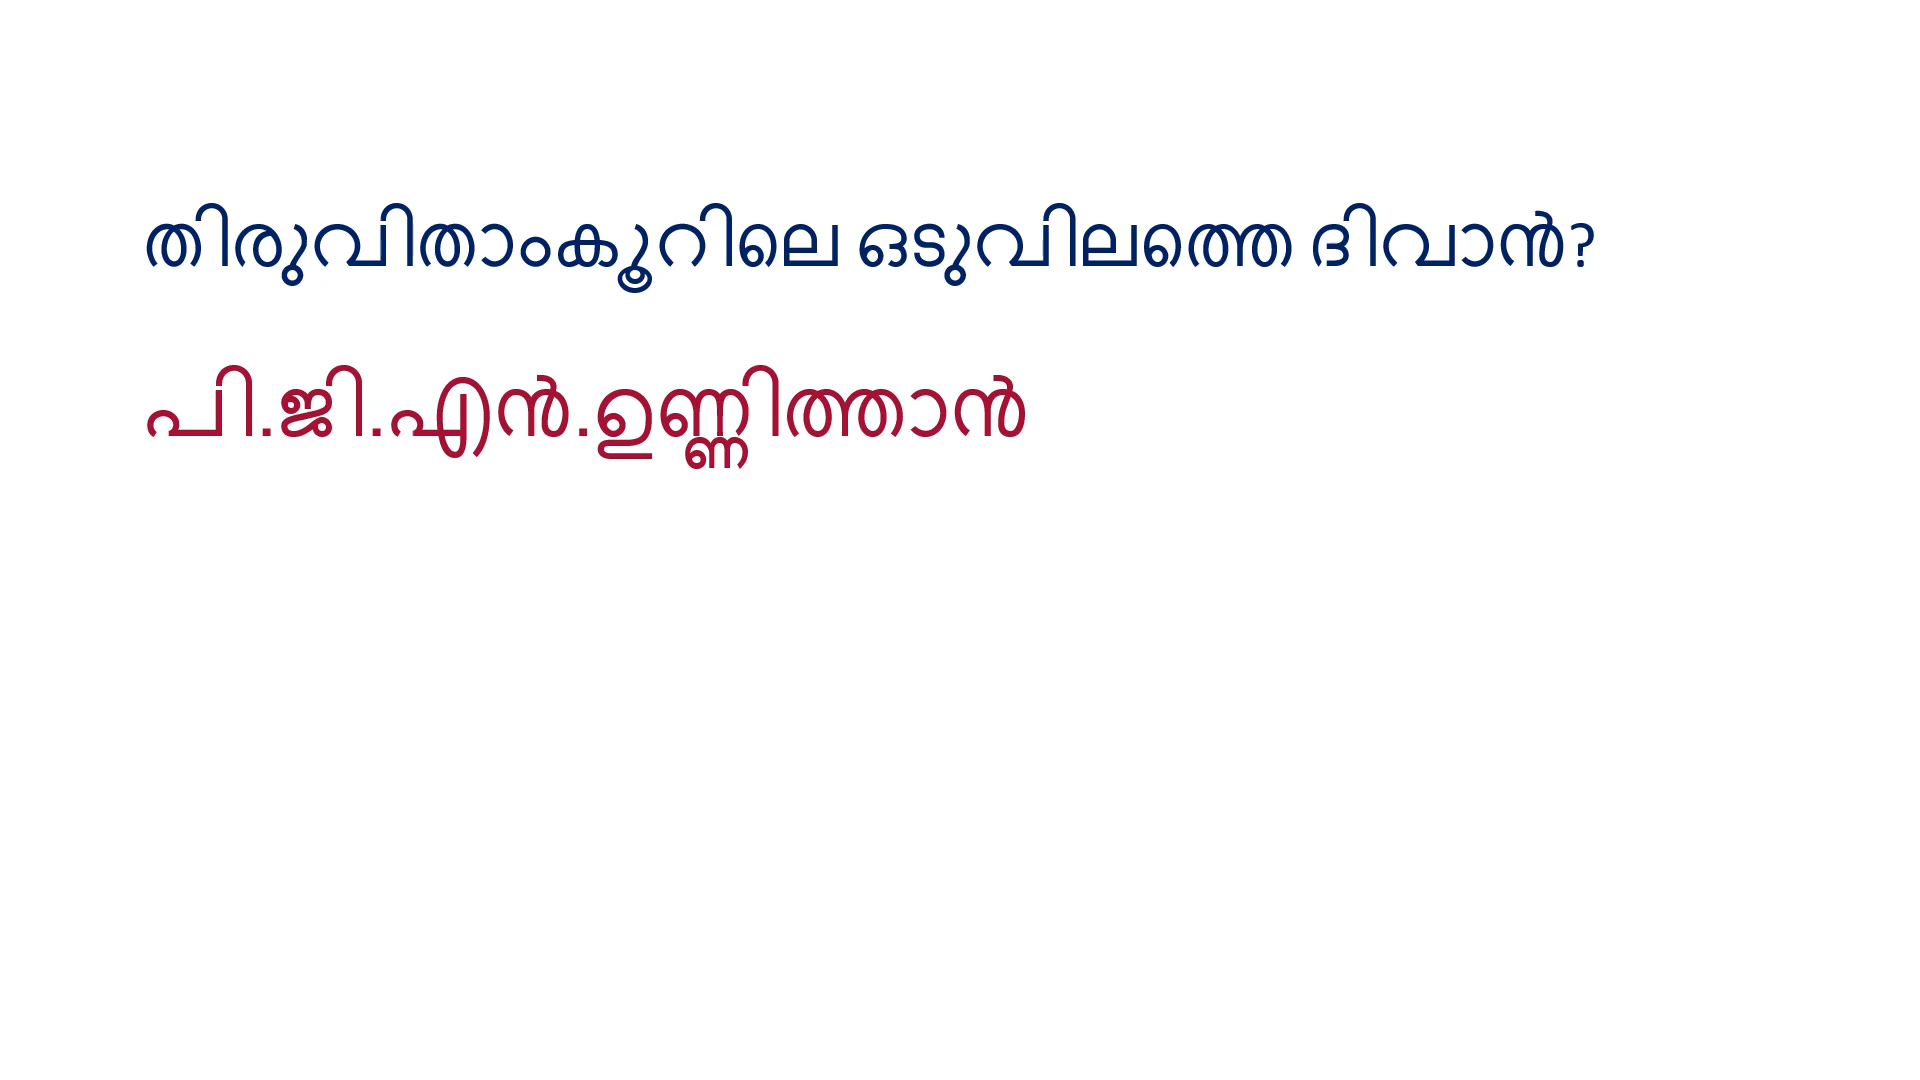 തിരുവിതാംകൂറിലെ ഒടുവിലത്തെ ദിവാൻ?
പി.ജി.എൻ.ഉണ്ണിത്താൻ